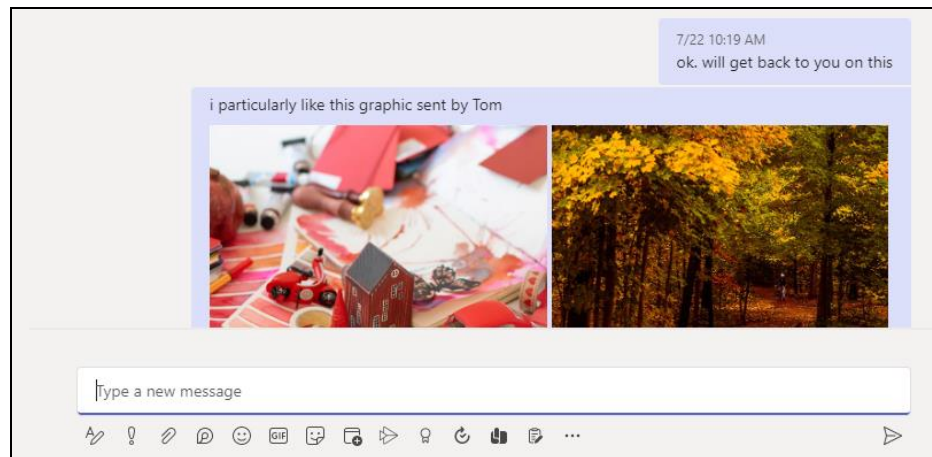 7/22 10:19 AM
ok. will get back to you on this
i particularly like this graphic sent by Tom
Type a new message
GIF